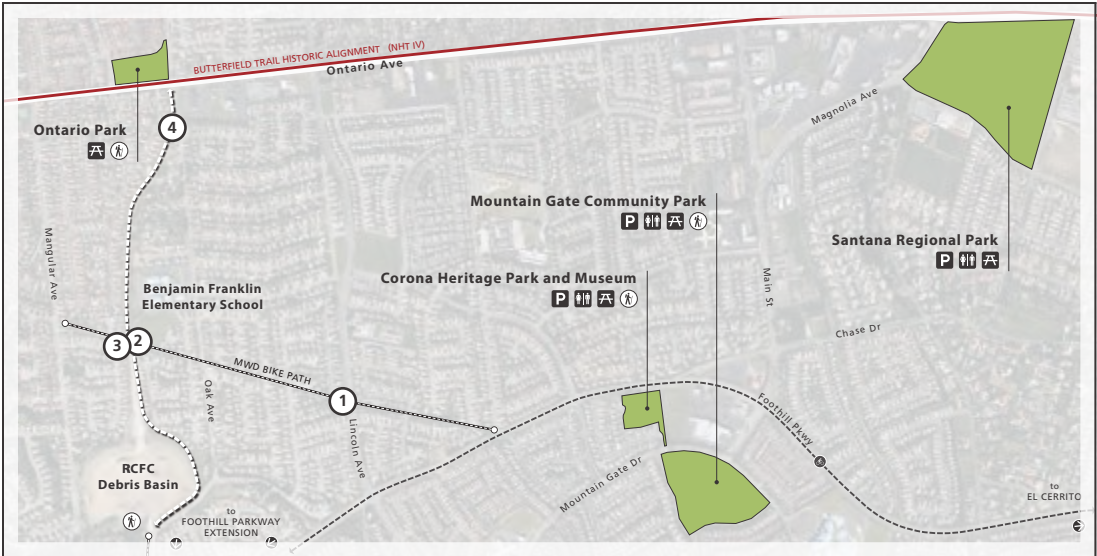 BUTTERFIELD TRAIL HISTORIC ALIGNMENT (NHT IV)
Ontario Ave
Magnolia Ave
4
Ontario Park
Mountain Gate Community Park
P
Santana Regional Park
P
Mangular Ave
Corona Heritage Park and Museum
P
Main St
Benjamin Franklin
Elementary School
Chase Dr
3
2
MWD BIKE PATH
Oak Ave
1
Lincoln Ave
Foothill Pkwy
Mountain Gate Dr
RCFC
Debris Basin
to
EL CERRITO
to
FOOTHILL PARKWAY
EXTENSION